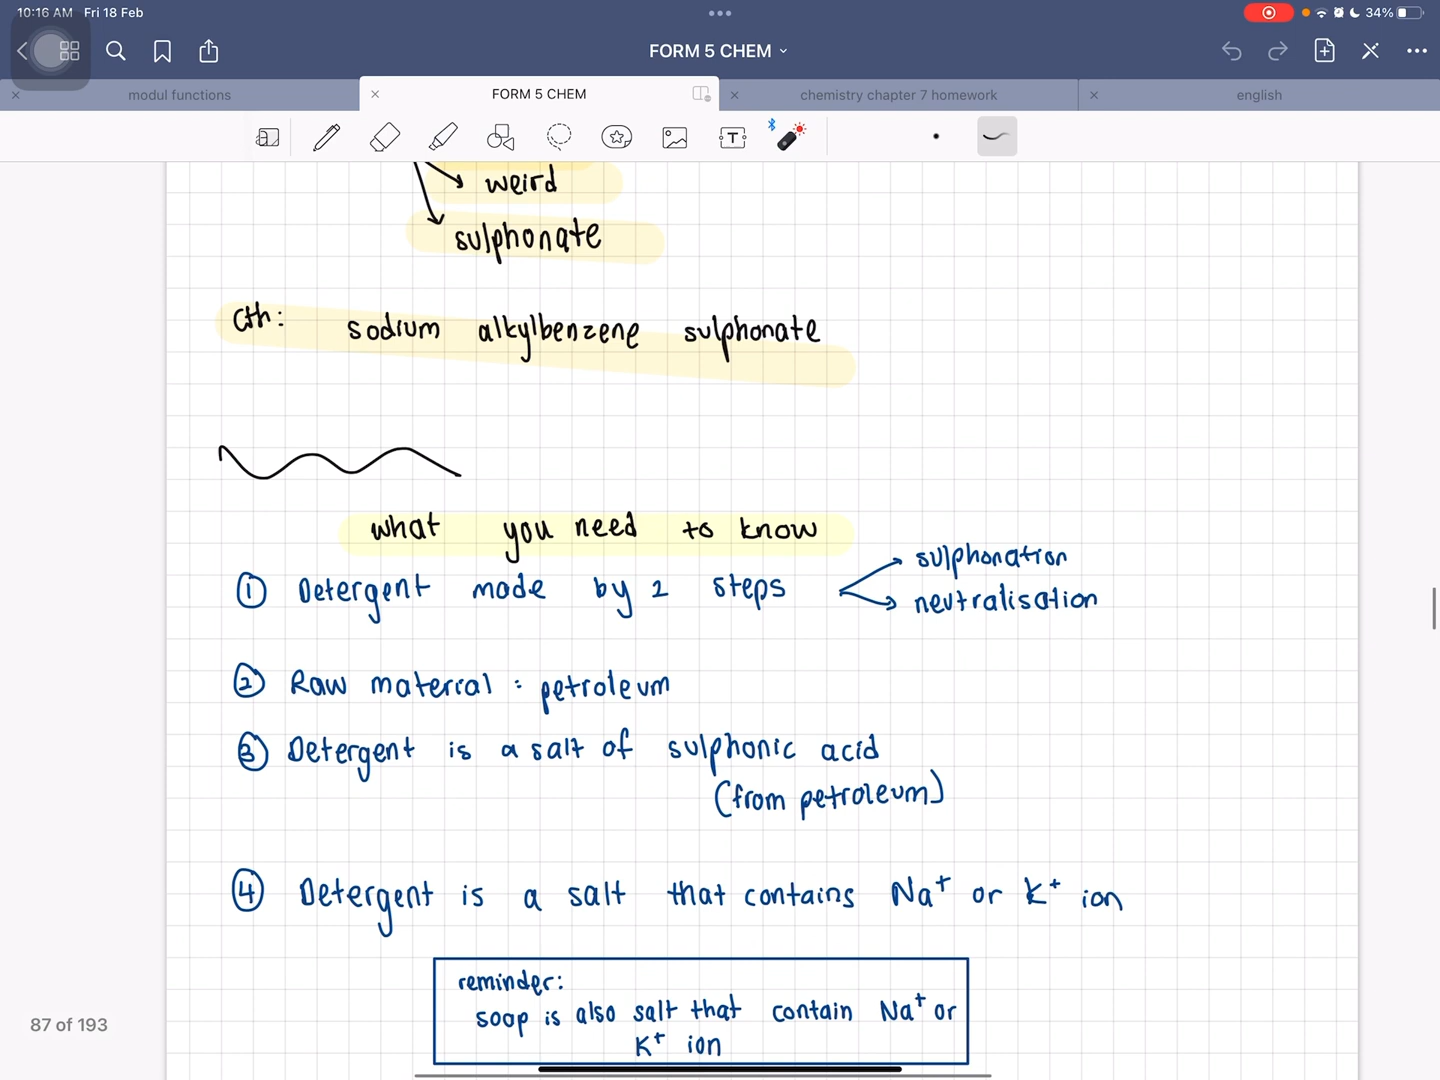 10:16 AM Fri 18 Feb
34%
FORM 5 CHEM
modul functions
FORM 5 CHEM
chemistry chapter 7 homework
english
weird
sulphonate
Cth: sodium alkylbenzene sulphonate
what you need to know
① Detergent made by 2 steps
sulphonation
neutralisation
② Raw material : petroleum
③ Detergent is a salt of sulphonic acid
(from petroleum)
④ Detergent is a salt that contains Na⁺ or K⁺ ion
reminder:
soap is also salt that contain Na⁺ or
K⁺ ion
87 of 193